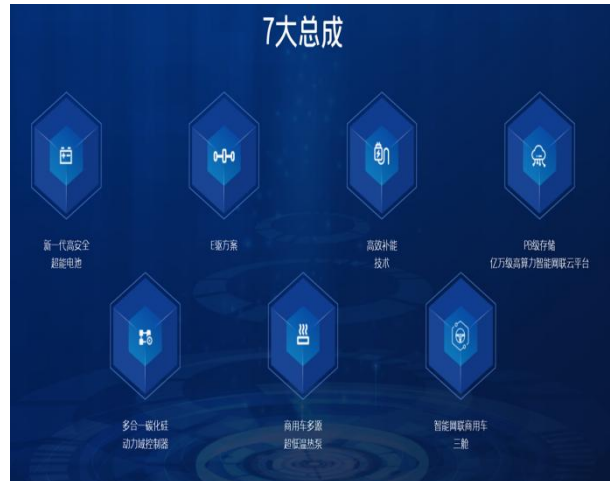 7大总成
新一代高安全
超能电池
E驱方案
高效补能
技术
PB级存储
亿万级高算力智能网联云平台
多合一碳化硅
动力域控制器
商用车多源
超低温热泵
智能网联商用车
三舱